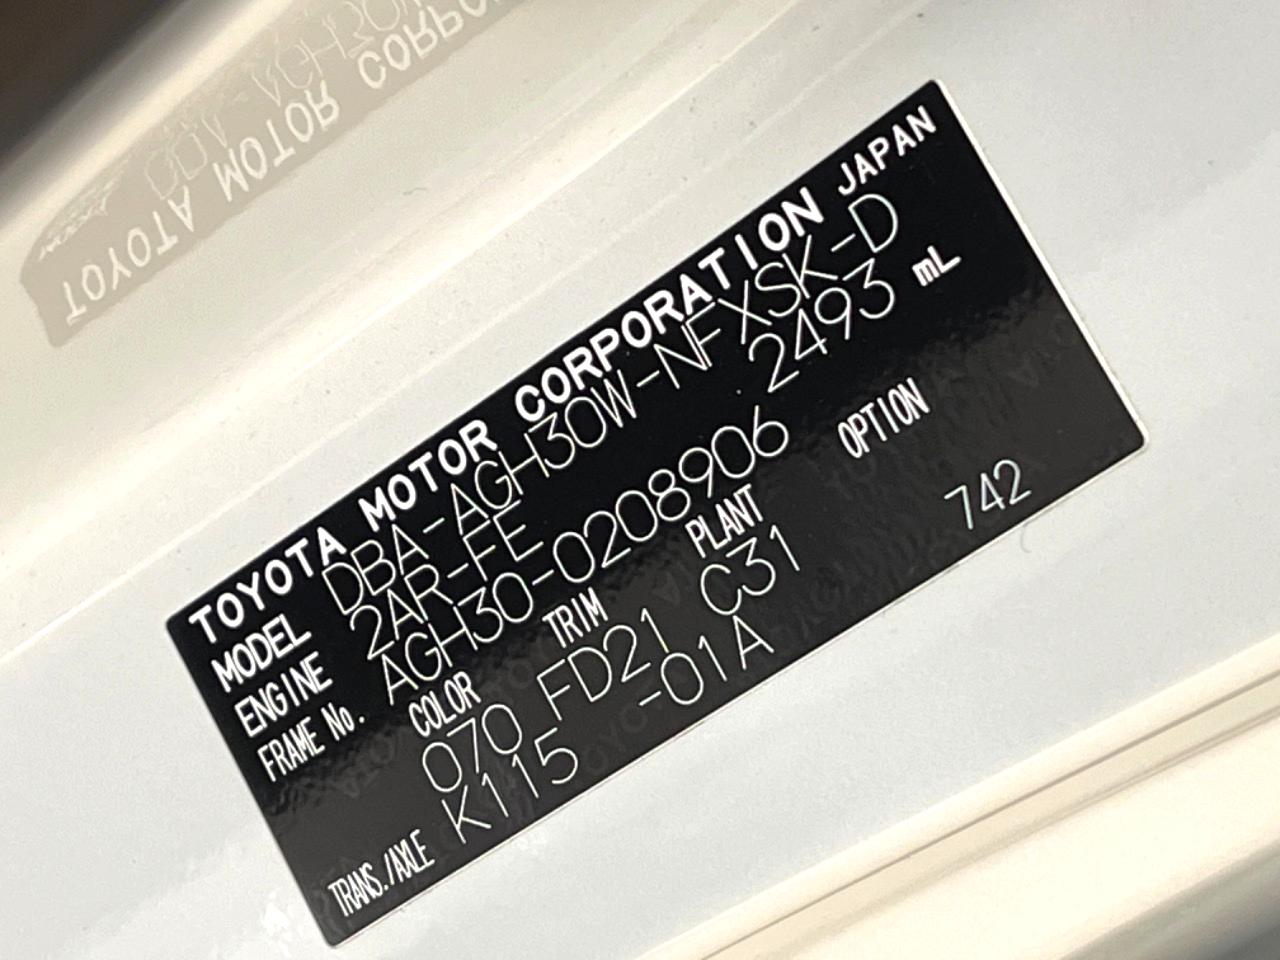 TOYOTA MOTOR CORPORATION JAPAN
MODEL DBA-AGH30W-NFXSK-D
ENGINE 2AR-FE 2493 mL
FRAME No. AGH30-0208906
COLOR TRIM PLANT OPTION
070 FD21 C31 742
TRANS./AXLE K115 -01A
TOYOTA MOTOR CORPO